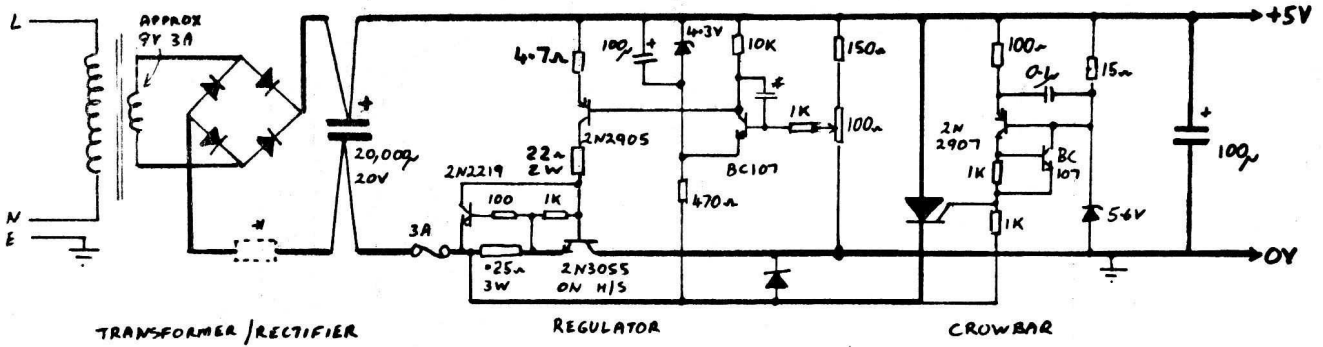 L
APPROX
9V 3A
N
E
*
+
20,000µ
20V
3A
2N2219
100
1K
.25Ω
3W
2N3055
ON H/S
4.7Ω
2N2905
22Ω
2W
100µ
+
4.3V
470Ω
10K
*
BC107
1K
150Ω
100Ω
100Ω
0.1µ
15Ω
2N
2907
1K
BC
107
1K
5.6V
+
100µ
+5V
0V
TRANSFORMER/RECTIFIER
REGULATOR
CROWBAR